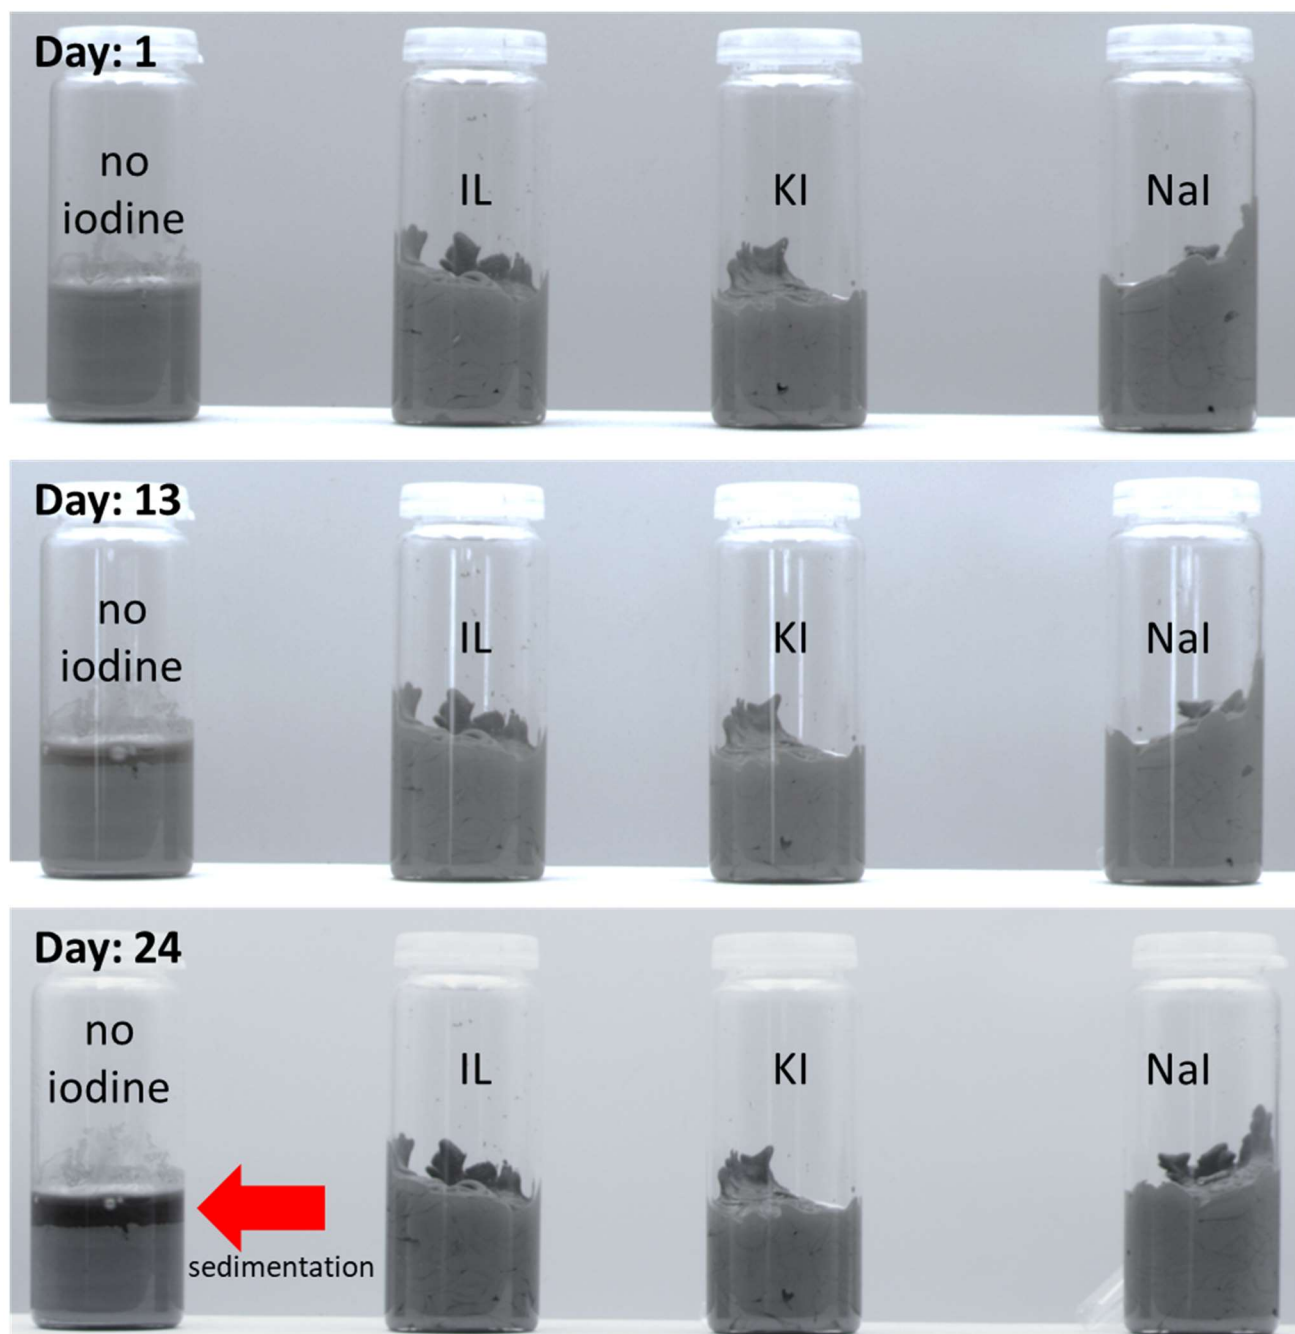 Day: 1
no
iodine
IL
KI
NaI
Day: 13
no
iodine
IL
KI
NaI
Day: 24
no
iodine
IL
KI
NaI
sedimentation